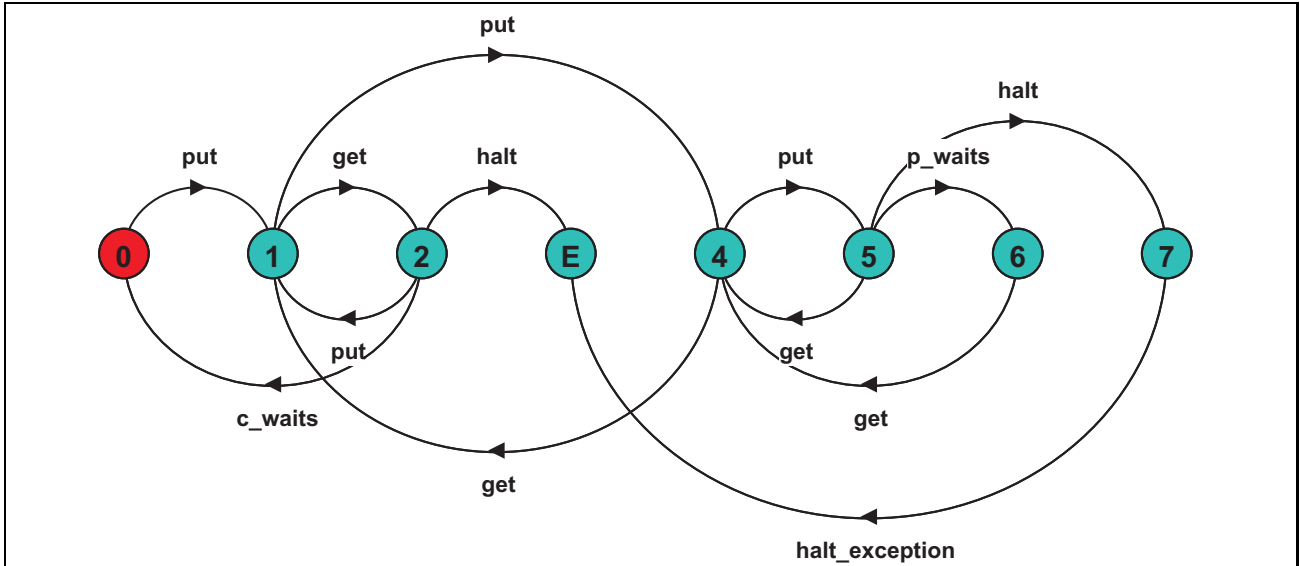 put
halt
put get halt put p_waits
0 1 2 E 4 5 6 7
put get
c_waits get
get
halt_exception